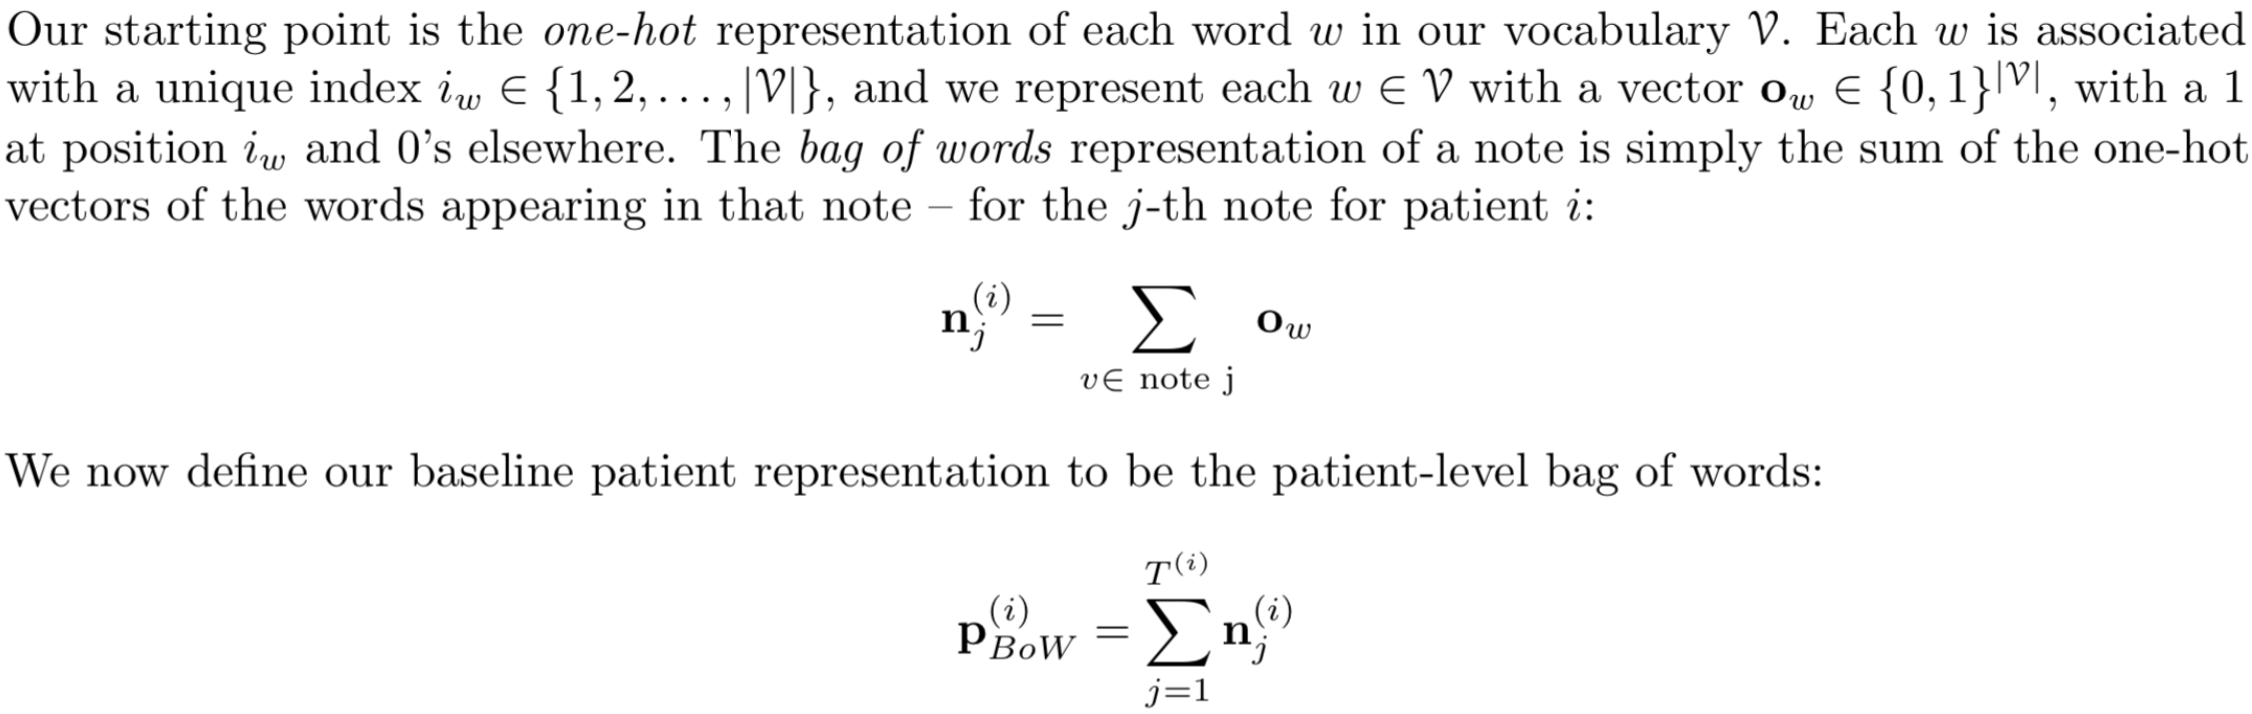 Our starting point is the one-hot representation of each word w in our vocabulary 𝒱. Each w is associated
with a unique index i_w ∈ {1, 2, . . . , |𝒱|}, and we represent each w ∈ 𝒱 with a vector 𝐨_w ∈ {0, 1}^{|𝒱|}, with a 1
at position i_w and 0's elsewhere. The bag of words representation of a note is simply the sum of the one-hot
vectors of the words appearing in that note – for the j-th note for patient i:
𝐧_j^{(i)} = ∑_{v∈ note j} 𝐨_w
We now define our baseline patient representation to be the patient-level bag of words:
𝐩_{BoW}^{(i)} = ∑_{j=1}^{T^{(i)}} 𝐧_j^{(i)}